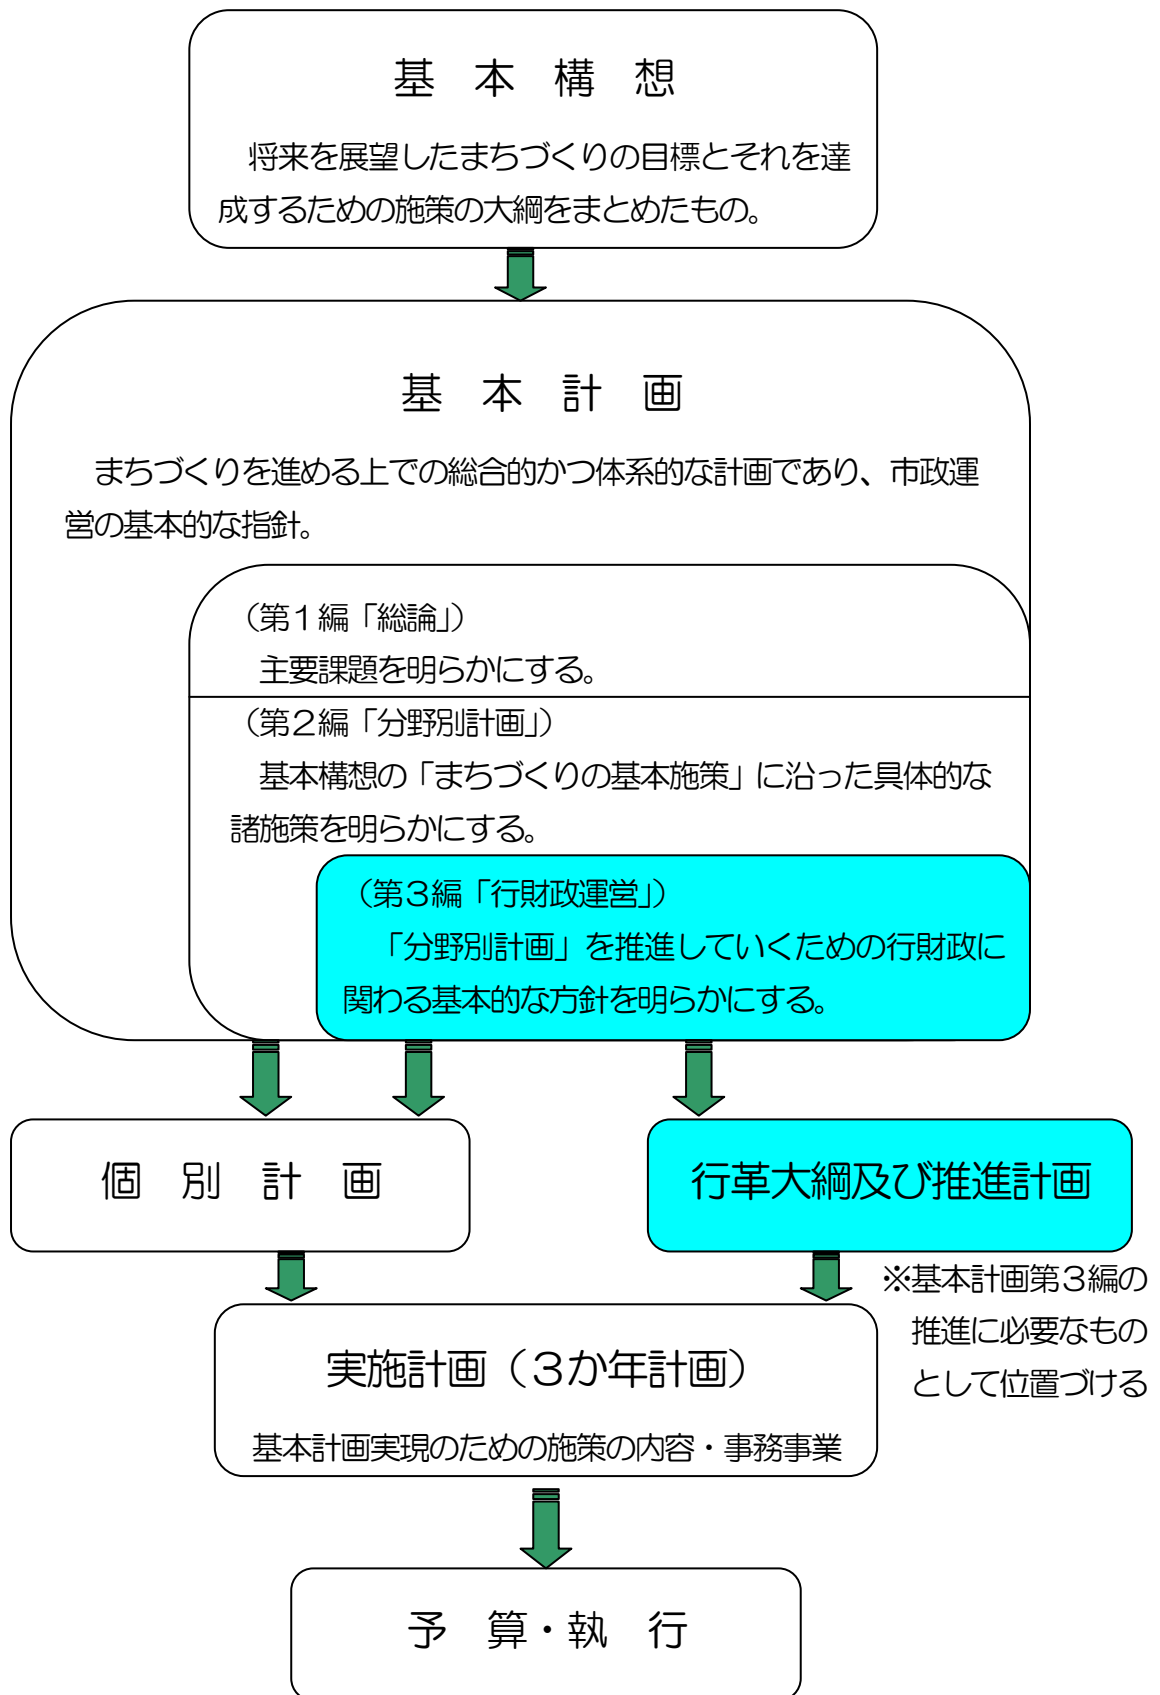 基 本 構 想
将来を展望したまちづくりの目標とそれを達
成するための施策の大綱をまとめたもの。
基 本 計 画
まちづくりを進める上での総合的かつ体系的な計画であり、市政運
営の基本的な指針。
（第１編「総論」）
主要課題を明らかにする。
（第２編「分野別計画」）
基本構想の「まちづくりの基本施策」に沿った具体的な
諸施策を明らかにする。
（第３編「行財政運営」）
「分野別計画」を推進していくための行財政に
関わる基本的な方針を明らかにする。
個 別 計 画
行革大綱及び推進計画
※基本計画第３編の
推進に必要なもの
として位置づける
実施計画（３か年計画）
基本計画実現のための施策の内容・事務事業
予 算・執 行